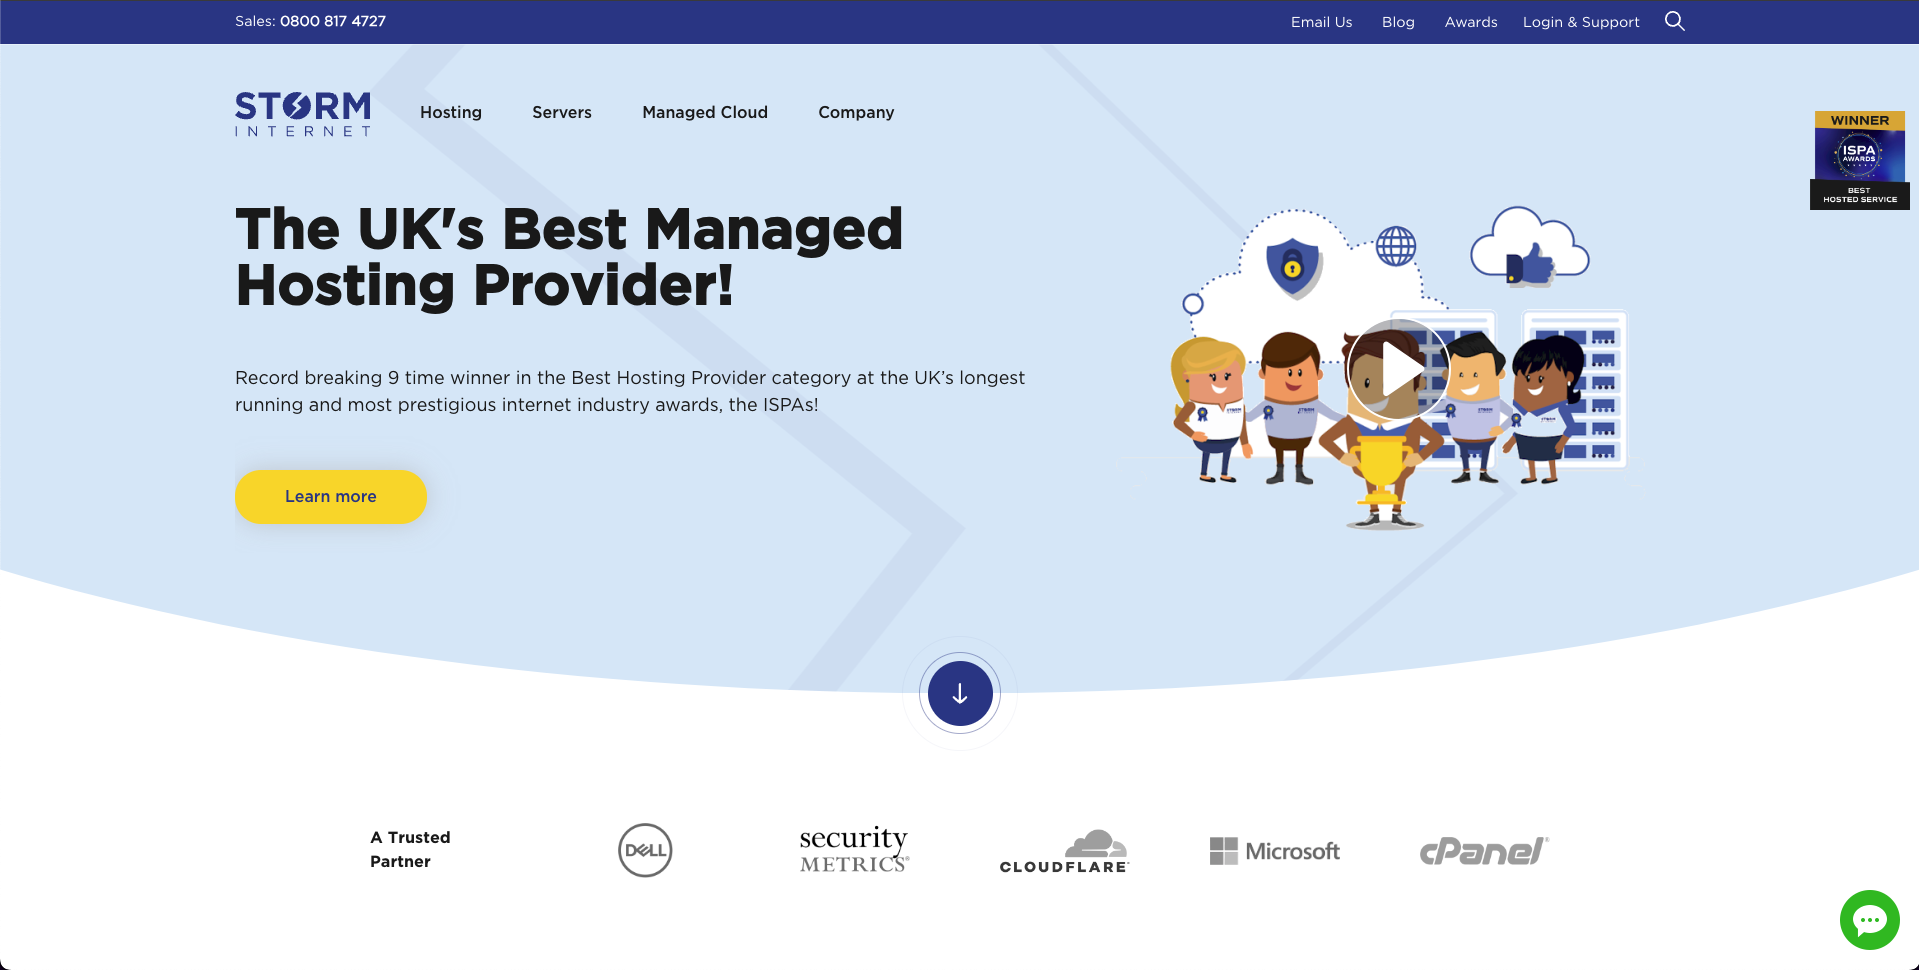 Sales: 0800 817 4727
Email Us
Blog
Awards
Login & Support
STORM
INTERNET
Hosting
Servers
Managed Cloud
Company
WINNER
ISPA
AWARDS
BEST
HOSTED SERVICE
The UK's Best Managed
Hosting Provider!
Record breaking 9 time winner in the Best Hosting Provider category at the UK’s longest
running and most prestigious internet industry awards, the ISPAs!
Learn more
A Trusted
Partner
DELL
security
METRICS®
CLOUDFLARE
Microsoft
cPanel®